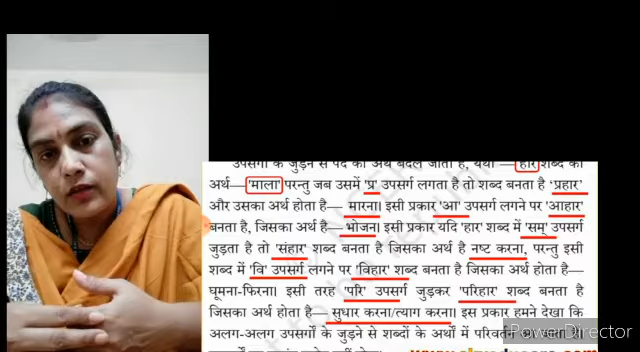 उपसर्गों के जुड़ने से पद का अर्थ बदल जाता है, यथा — हार शब्द का
अर्थ— 'माला' परन्तु जब उसमें 'प्र' उपसर्ग लगता है तो शब्द बनता है 'प्रहार'
और उसका अर्थ होता है— मारना। इसी प्रकार 'आ' उपसर्ग लगने पर 'आहार'
बनता है, जिसका अर्थ है— भोजन। इसी प्रकार यदि 'हार' शब्द में 'सम्' उपसर्ग
जुड़ता है तो 'संहार' शब्द बनता है जिसका अर्थ है नष्ट करना, परन्तु इसी
शब्द में 'वि' उपसर्ग लगने पर 'विहार' शब्द बनता है जिसका अर्थ होता है—
घूमना-फिरना। इसी तरह 'परि' उपसर्ग जुड़कर 'परिहार' शब्द बनता है
जिसका अर्थ होता है— सुधार करना/त्याग करना। इस प्रकार हमने देखा कि
अलग-अलग उपसर्गों के जुड़ने से शब्दों के अर्थों में परिवर्तन
PowerDirector